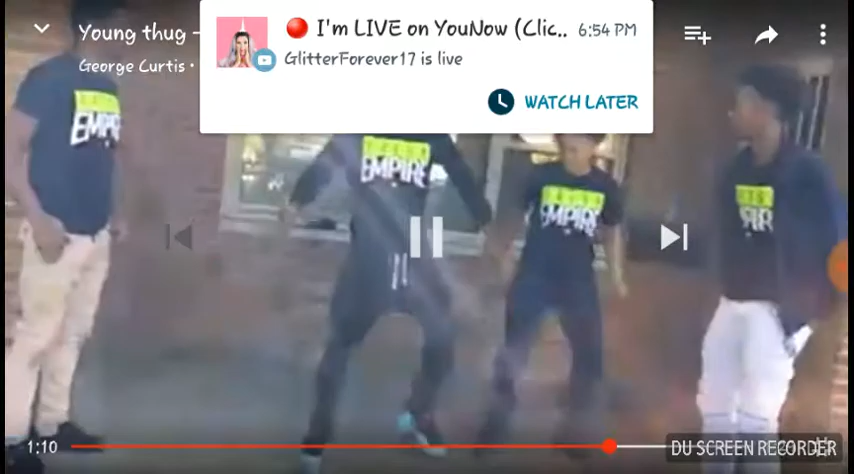 Young thug -
George Curtis •
I'm LIVE on YouNow (Clic..
6:54 PM
GlitterForever17 is live
WATCH LATER
EMPIRE
EMPIRE
EMPIRE
1:10
DU SCREEN RECORDER